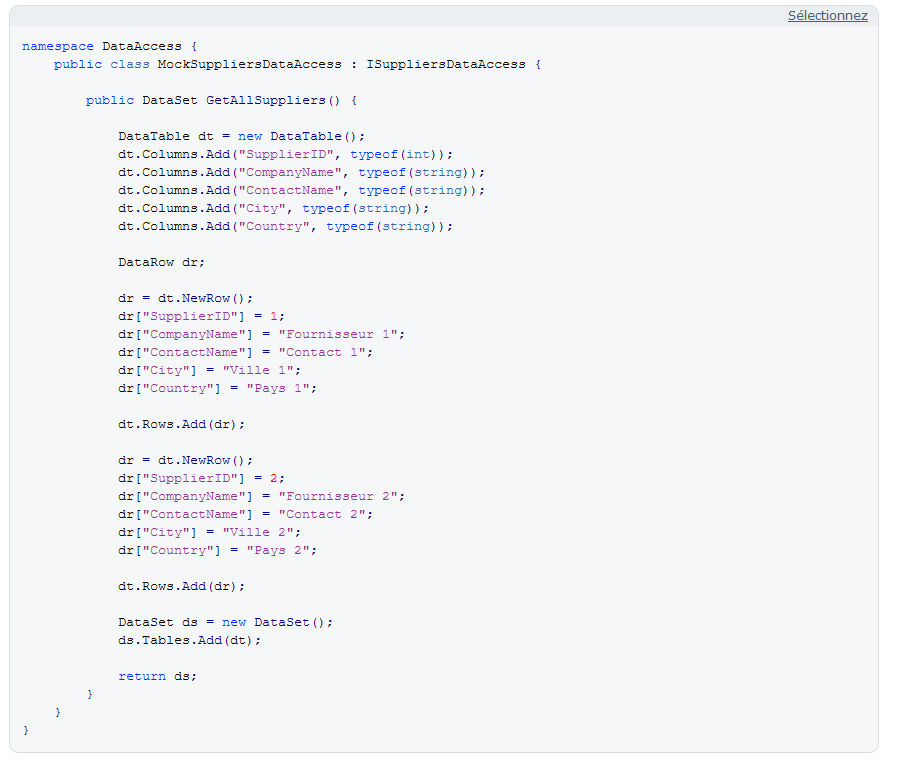 Sélectionnez
namespace DataAccess {
    public class MockSuppliersDataAccess : ISuppliersDataAccess {
        public DataSet GetAllSuppliers() {
            DataTable dt = new DataTable();
            dt.Columns.Add("SupplierID", typeof(int));
            dt.Columns.Add("CompanyName", typeof(string));
            dt.Columns.Add("ContactName", typeof(string));
            dt.Columns.Add("City", typeof(string));
            dt.Columns.Add("Country", typeof(string));
            DataRow dr;
            dr = dt.NewRow();
            dr["SupplierID"] = 1;
            dr["CompanyName"] = "Fournisseur 1";
            dr["ContactName"] = "Contact 1";
            dr["City"] = "Ville 1";
            dr["Country"] = "Pays 1";
            dt.Rows.Add(dr);
            dr = dt.NewRow();
            dr["SupplierID"] = 2;
            dr["CompanyName"] = "Fournisseur 2";
            dr["ContactName"] = "Contact 2";
            dr["City"] = "Ville 2";
            dr["Country"] = "Pays 2";
            dt.Rows.Add(dr);
            DataSet ds = new DataSet();
            ds.Tables.Add(dt);
            return ds;
        }
    }
}